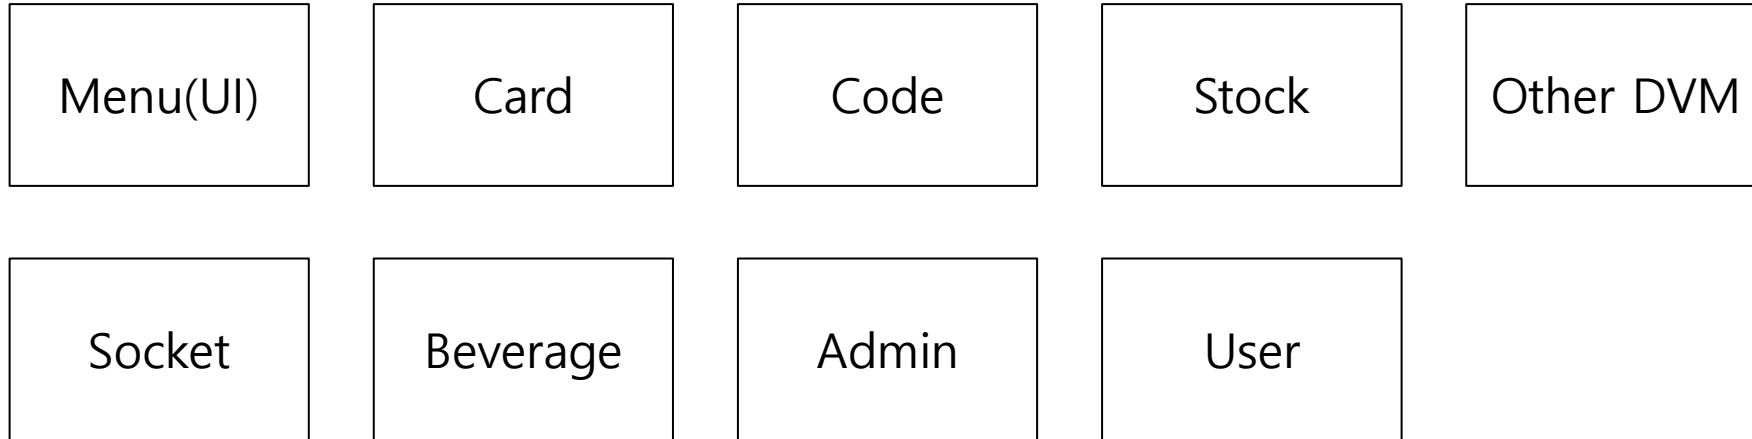 Menu(UI)
Card
Code
Stock
Other DVM
Socket
Beverage
Admin
User